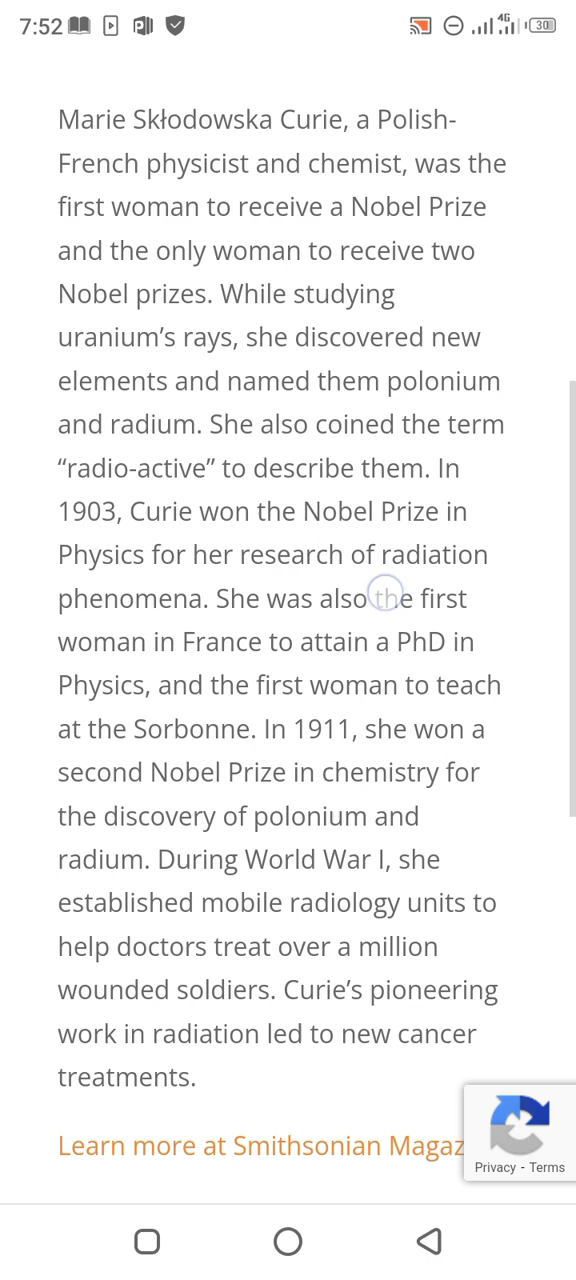 7:52 4G 30
Marie Skłodowska Curie, a Polish-
French physicist and chemist, was the
first woman to receive a Nobel Prize
and the only woman to receive two
Nobel prizes. While studying
uranium’s rays, she discovered new
elements and named them polonium
and radium. She also coined the term
“radio-active” to describe them. In
1903, Curie won the Nobel Prize in
Physics for her research of radiation
phenomena. She was also the first
woman in France to attain a PhD in
Physics, and the first woman to teach
at the Sorbonne. In 1911, she won a
second Nobel Prize in chemistry for
the discovery of polonium and
radium. During World War I, she
established mobile radiology units to
help doctors treat over a million
wounded soldiers. Curie’s pioneering
work in radiation led to new cancer
treatments.
Learn more at Smithsonian Magaz
Privacy - Terms